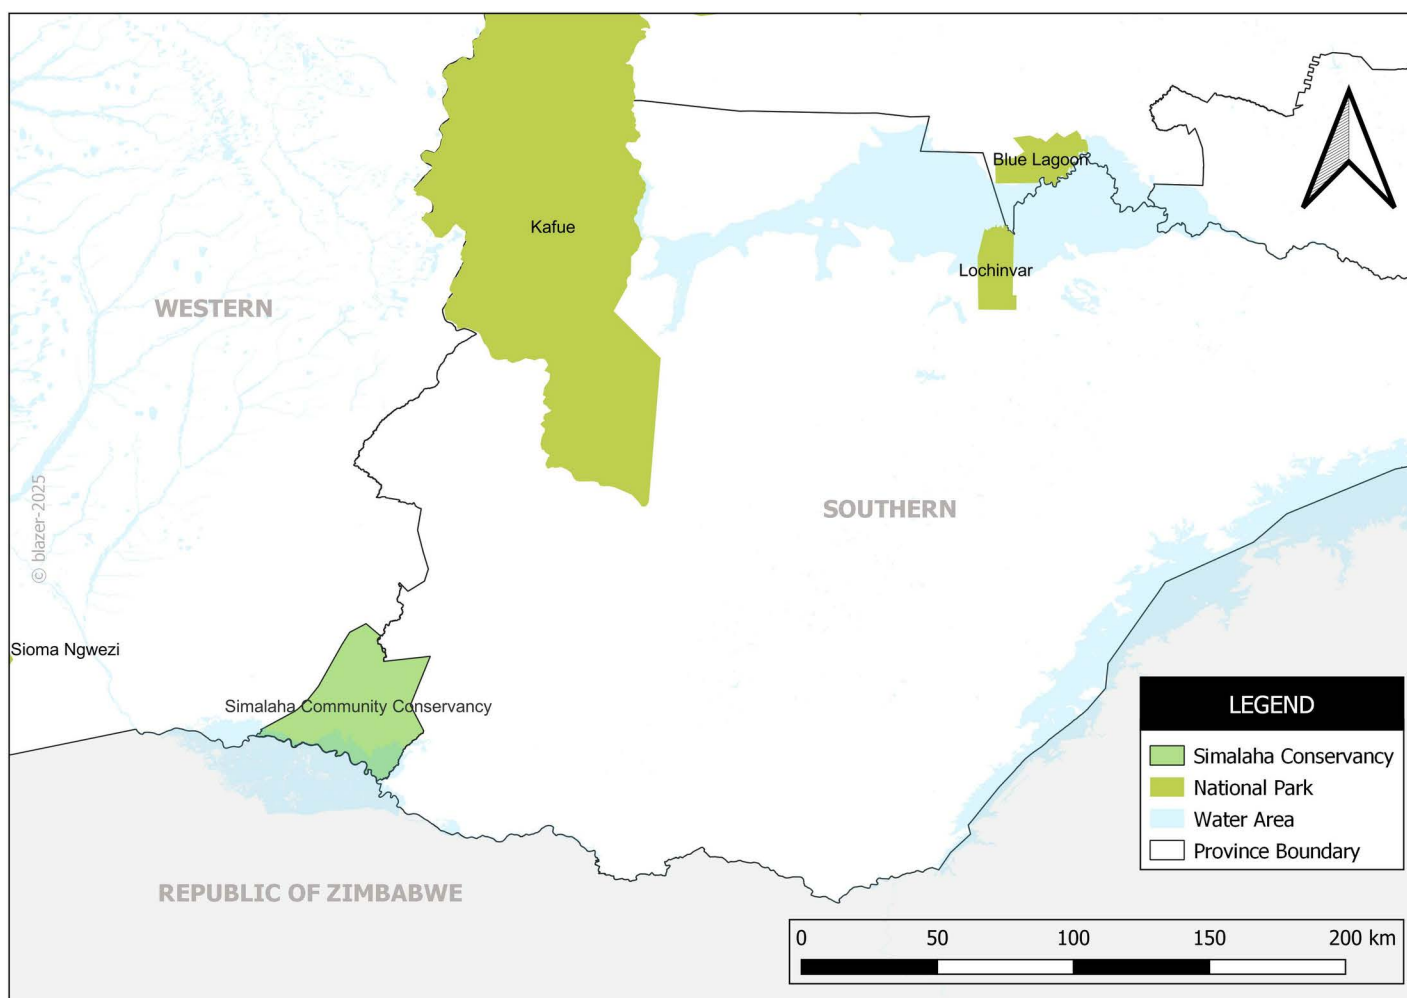 Blue Lagoon
Kafue
Lochinvar
WESTERN
SOUTHERN
© blazer-2025
Sioma Ngwezi
Simalaha Community Conservancy
REPUBLIC OF ZIMBABWE
LEGEND
Simalaha Conservancy
National Park
Water Area
Province Boundary
0 50 100 150 200 km